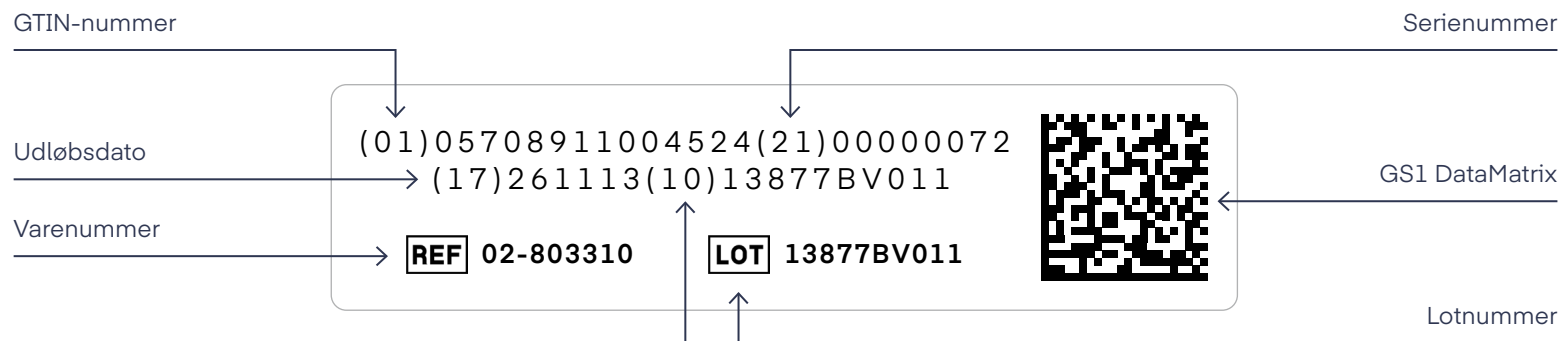 GTIN-nummer
Serienummer
(01)05708911004524(21)00000072
Udløbsdato
(17)261113(10)13877BV011
GS1 DataMatrix
Varenummer
REF 02-803310
LOT 13877BV011
Lotnummer